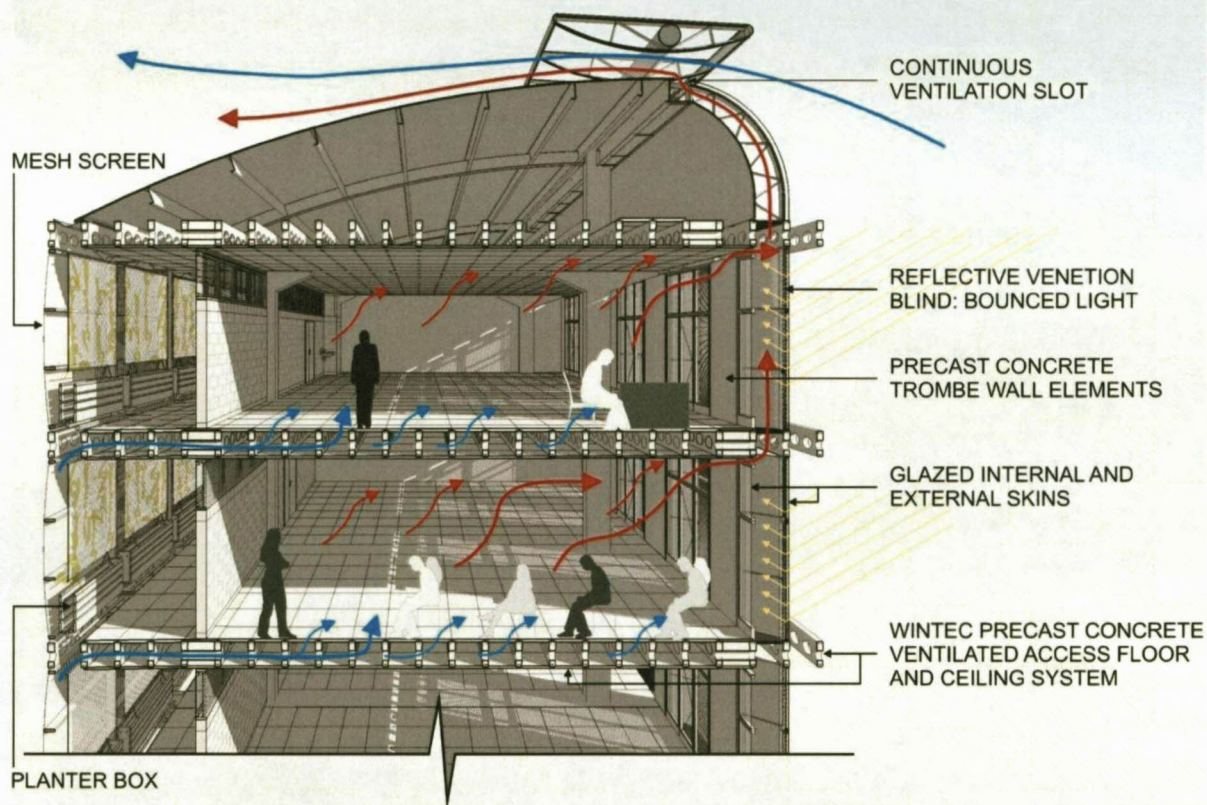 CONTINUOUS
VENTILATION SLOT
MESH SCREEN
REFLECTIVE VENETION
BLIND: BOUNCED LIGHT
PRECAST CONCRETE
TROMBE WALL ELEMENTS
GLAZED INTERNAL AND
EXTERNAL SKINS
WINTEC PRECAST CONCRETE
VENTILATED ACCESS FLOOR
AND CEILING SYSTEM
PLANTER BOX